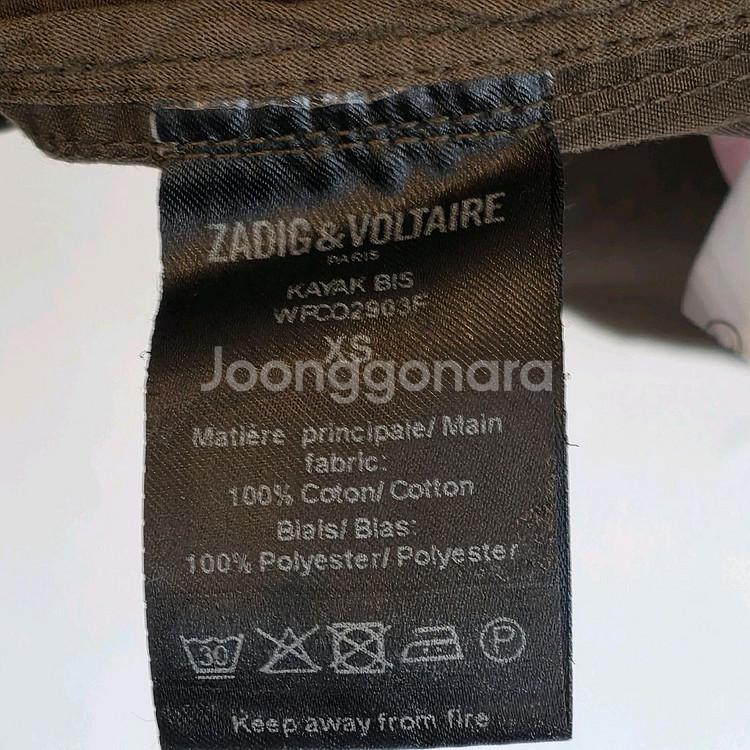 ZADIG & VOLTAIRE
PARIS
KAYAK BIS
WFCO2903F
XS
Joonggonara
Matière principale/ Main
fabric:
100% Coton/ Cotton
Biais/ Bias:
100% Polyester/ Polyester
30
P
Keep away from fire